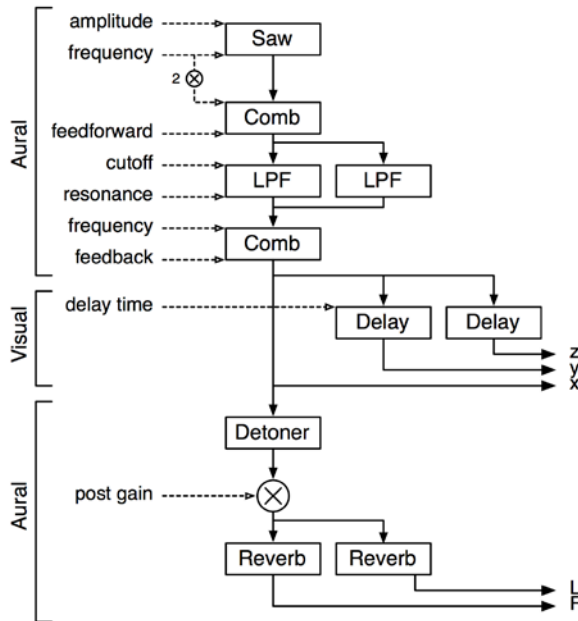 amplitude
Saw
frequency
2
Comb
feedforward
cutoff
LPF
LPF
resonance
frequency
Comb
feedback
Aural
delay time
Delay
Delay
Visual
z
y
x
Detoner
post gain
Reverb
Reverb
Aural
L